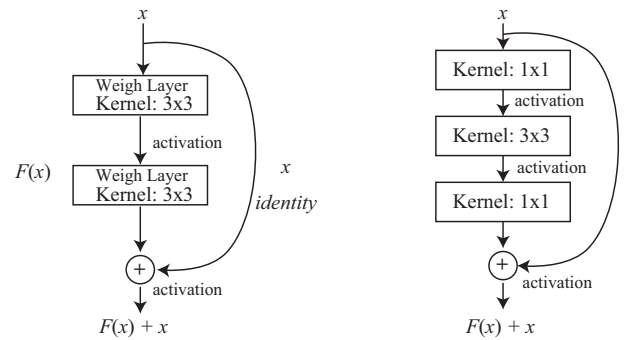 x
Weigh Layer
Kernel: 3x3
activation
F(x)
Weigh Layer
Kernel: 3x3
x
identity
+
activation
F(x) + x
x
Kernel: 1x1
activation
Kernel: 3x3
activation
Kernel: 1x1
+
activation
F(x) + x